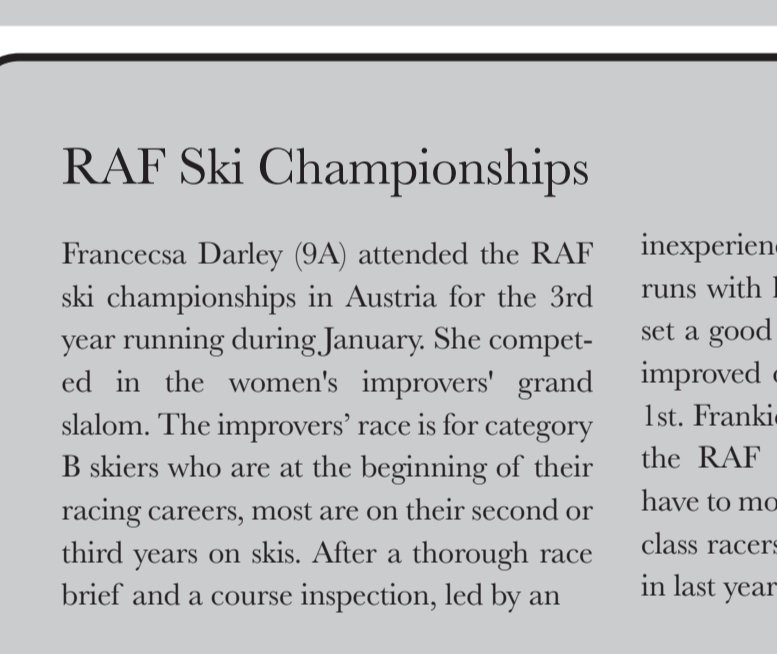 RAF Ski Championships
Francecsa Darley (9A) attended the RAF
ski championships in Austria for the 3rd
year running during January. She compet-
ed in the women's improvers' grand
slalom. The improvers’ race is for category
B skiers who are at the beginning of their
racing careers, most are on their second or
third years on skis. After a thorough race
brief and a course inspection, led by an
runs with
set a good
improved
1st.
the RAF
have to
class
in last